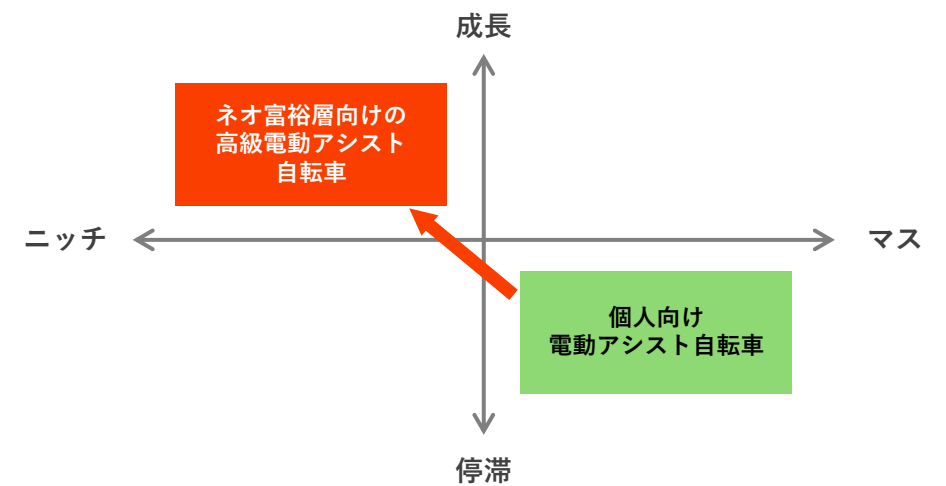 成長
ネオ富裕層向けの
高級電動アシスト
自転車
ニッチ
マス
個人向け
電動アシスト自転車
停滞